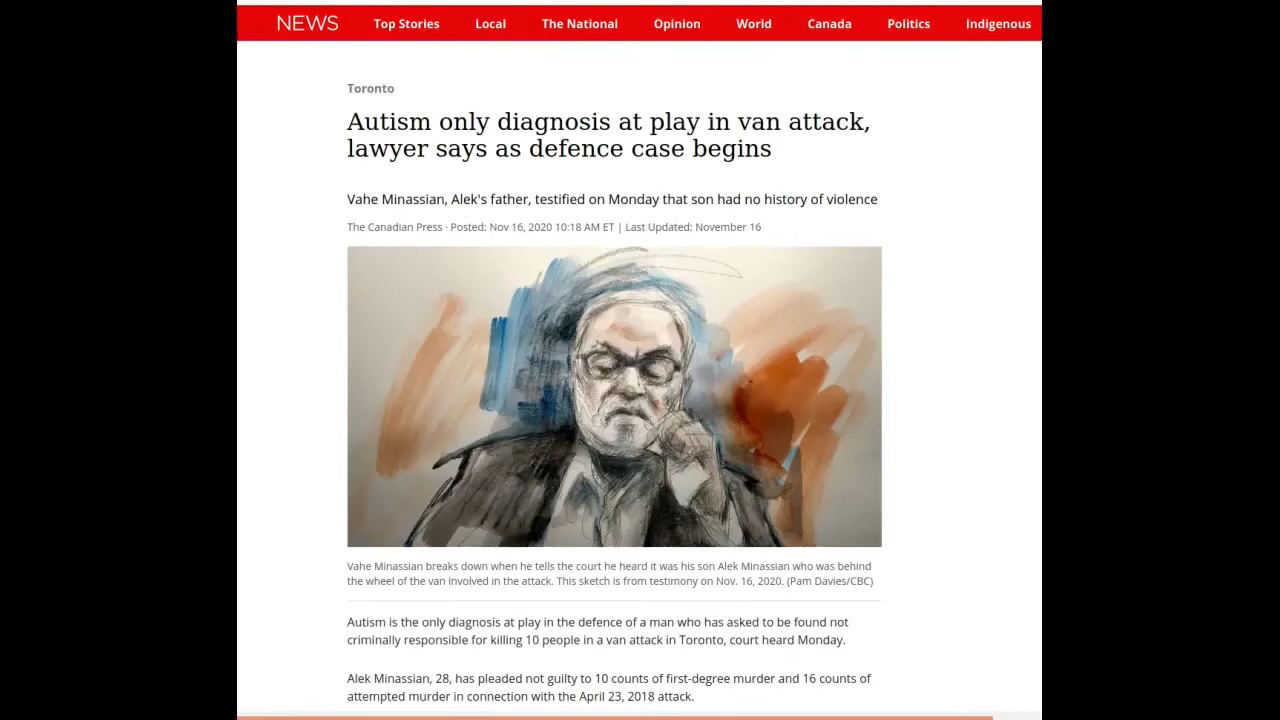 NEWS Top Stories Local The National Opinion World Canada Politics Indigenous
Toronto
Autism only diagnosis at play in van attack,
lawyer says as defence case begins
Vahe Minassian, Alek's father, testified on Monday that son had no history of violence
The Canadian Press · Posted: Nov 16, 2020 10:18 AM ET | Last Updated: November 16
Vahe Minassian breaks down when he tells the court he heard it was his son Alek Minassian who was behind
the wheel of the van involved in the attack. This sketch is from testimony on Nov. 16, 2020. (Pam Davies/CBC)
Autism is the only diagnosis at play in the defence of a man who has asked to be found not
criminally responsible for killing 10 people in a van attack in Toronto, court heard Monday.
Alek Minassian, 28, has pleaded not guilty to 10 counts of first-degree murder and 16 counts of
attempted murder in connection with the April 23, 2018 attack.